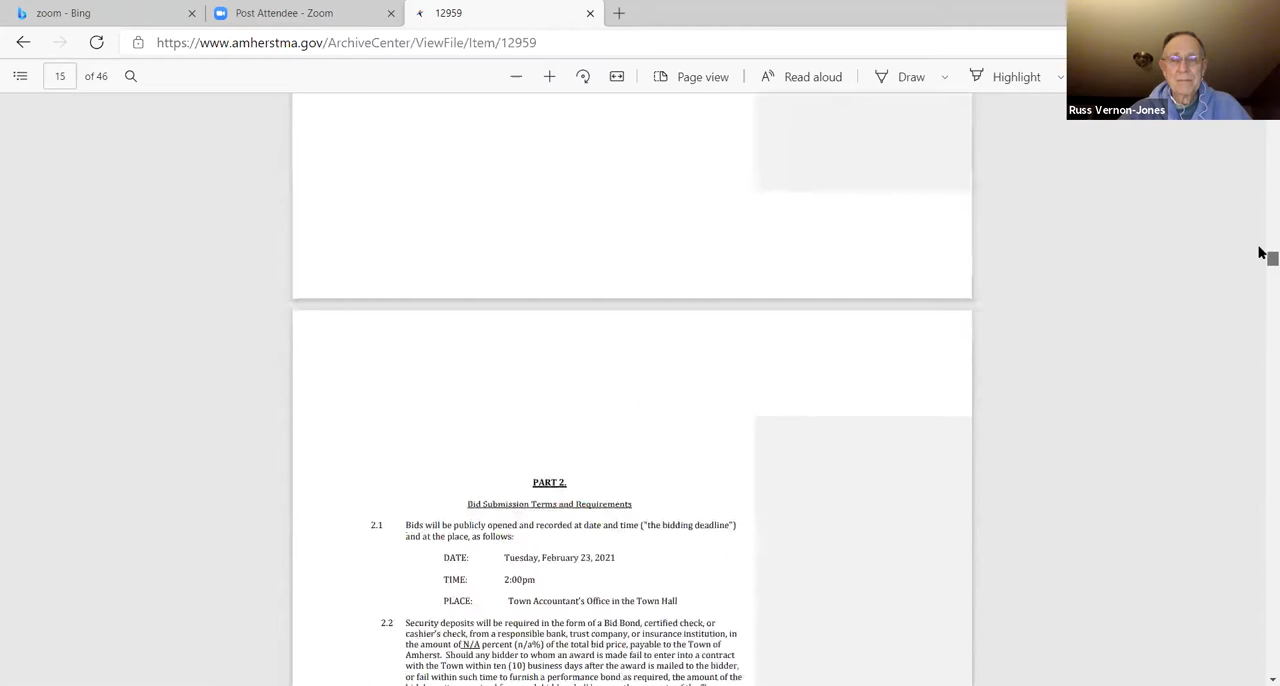 zoom - Bing
Post Attendee - Zoom
12959
https://www.amherstma.gov/ArchiveCenter/ViewFile/Item/12959
15 of 46
Page view
Read aloud
Draw
Highlight
Russ Vernon-Jones
PART 2.
Bid Submission Terms and Requirements
2.1 Bids will be publicly opened and recorded at date and time ("the bidding deadline")
and at the place, as follows:
DATE: Tuesday, February 23, 2021
TIME: 2:00pm
PLACE: Town Accountant's Office in the Town Hall
2.2 Security deposits will be required in the form of a Bid Bond, certified check, or
cashier's check, from a responsible bank, trust company, or insurance institution, in
the amount of N/A percent (n/a%) of the total bid price, payable to the Town of
Amherst. Should any bidder to whom an award is made fail to enter into a contract
with the Town within ten (10) business days after the award is mailed to the bidder,
or fail within such time to furnish a performance bond as required, the amount of the